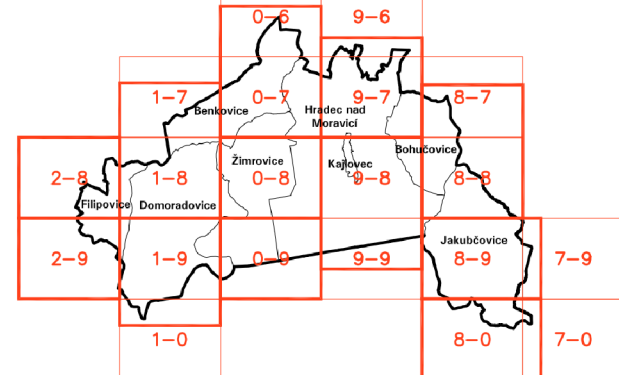 0-6 9-6
1-7 0-7 9-7 8-7
Benkovice
Hradec nad
Moravicí
Žimrovice Kajlovec Bohučovice
2-8 1-8 0-8 9-8 8-8
Filipovice Domoradovice
Jakubčovice
2-9 1-9 0-9 9-9 8-9 7-9
1-0 8-0 7-0